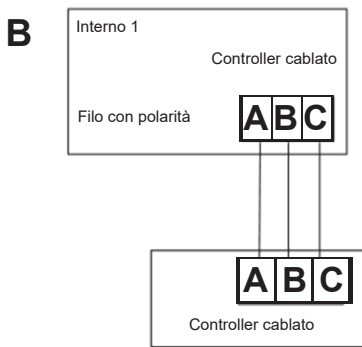 B
Interno 1
Controller cablato
Filo con polarità
A B C
A B C
Controller cablato